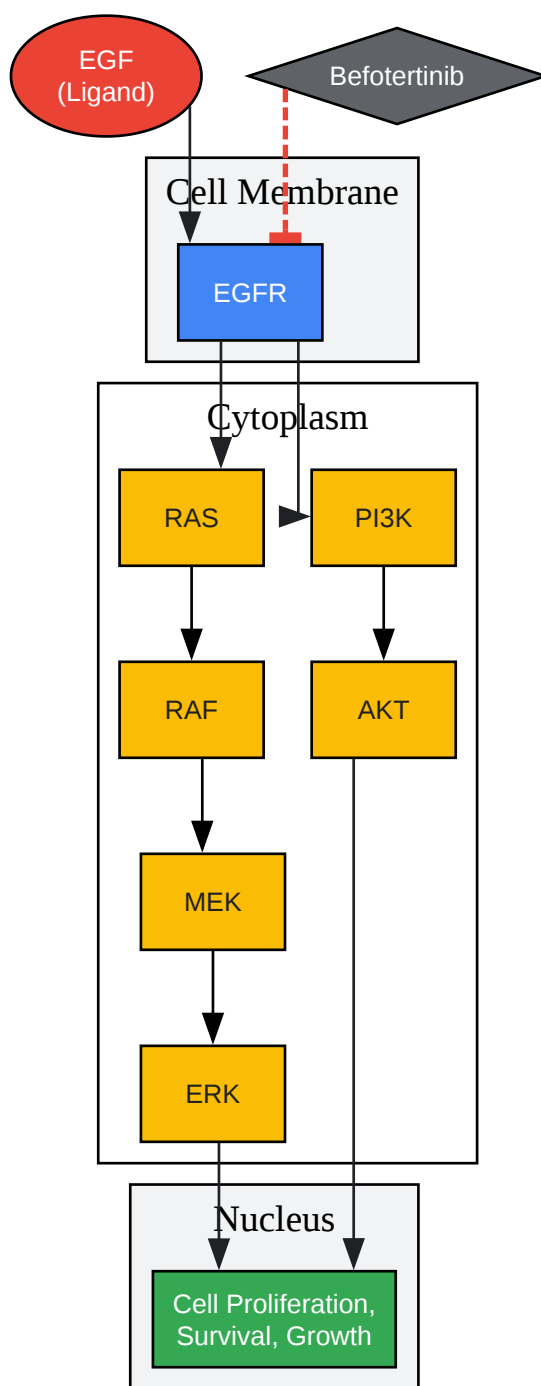 EGF
(Ligand)
Befotertinib
Cell Membrane
EGFR
Cytoplasm
RAS
PI3K
RAF
AKT
MEK
ERK
Nucleus
Cell Proliferation,
Survival, Growth